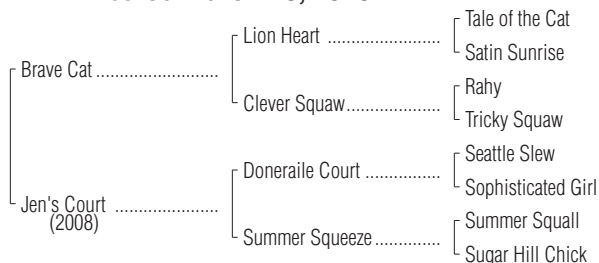 Tale of the Cat
Lion Heart ........................
Satin Sunrise
Brave Cat ..........................
Rahy
Clever Squaw....................
Tricky Squaw
Seattle Slew
Doneraile Court ................
Sophisticated Girl
Jen's Court ......................
(2008)
Summer Squall
Summer Squeeze..............
Sugar Hill Chick